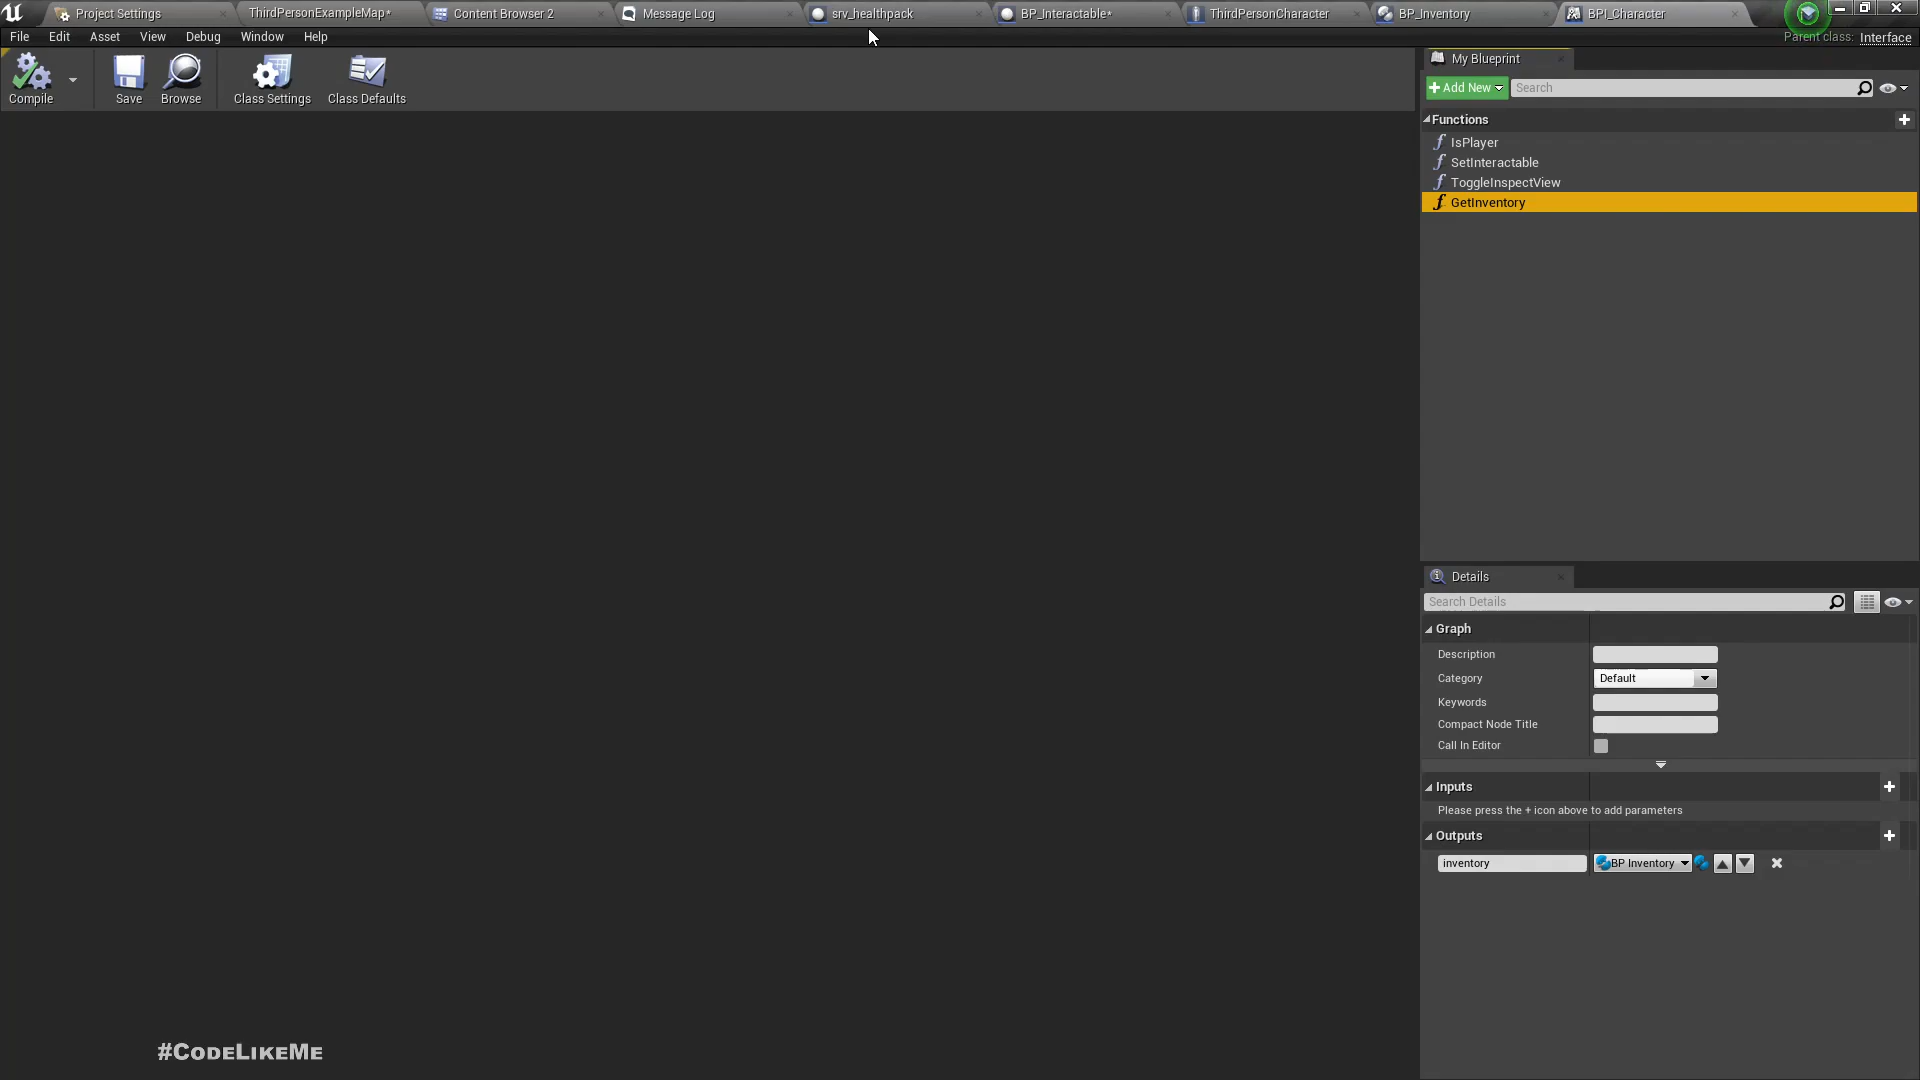 Project Settings
ThirdPersonExampleMap*
Content Browser 2
Message Log
srv_healthpack
BP_Interactable*
ThirdPersonCharacter
BP_Inventory
BPI_Character
File Edit Asset View Debug Window Help
Parent class: Interface
Compile
Save
Browse
Class Settings
Class Defaults
My Blueprint
Add New
Search
Functions
IsPlayer
SetInteractable
ToggleInspectView
GetInventory
Details
Search Details
Graph
Description
Category Default
Keywords
Compact Node Title
Call In Editor
Inputs
Please press the + icon above to add parameters
Outputs
inventory BP Inventory
#CodeLikeMe